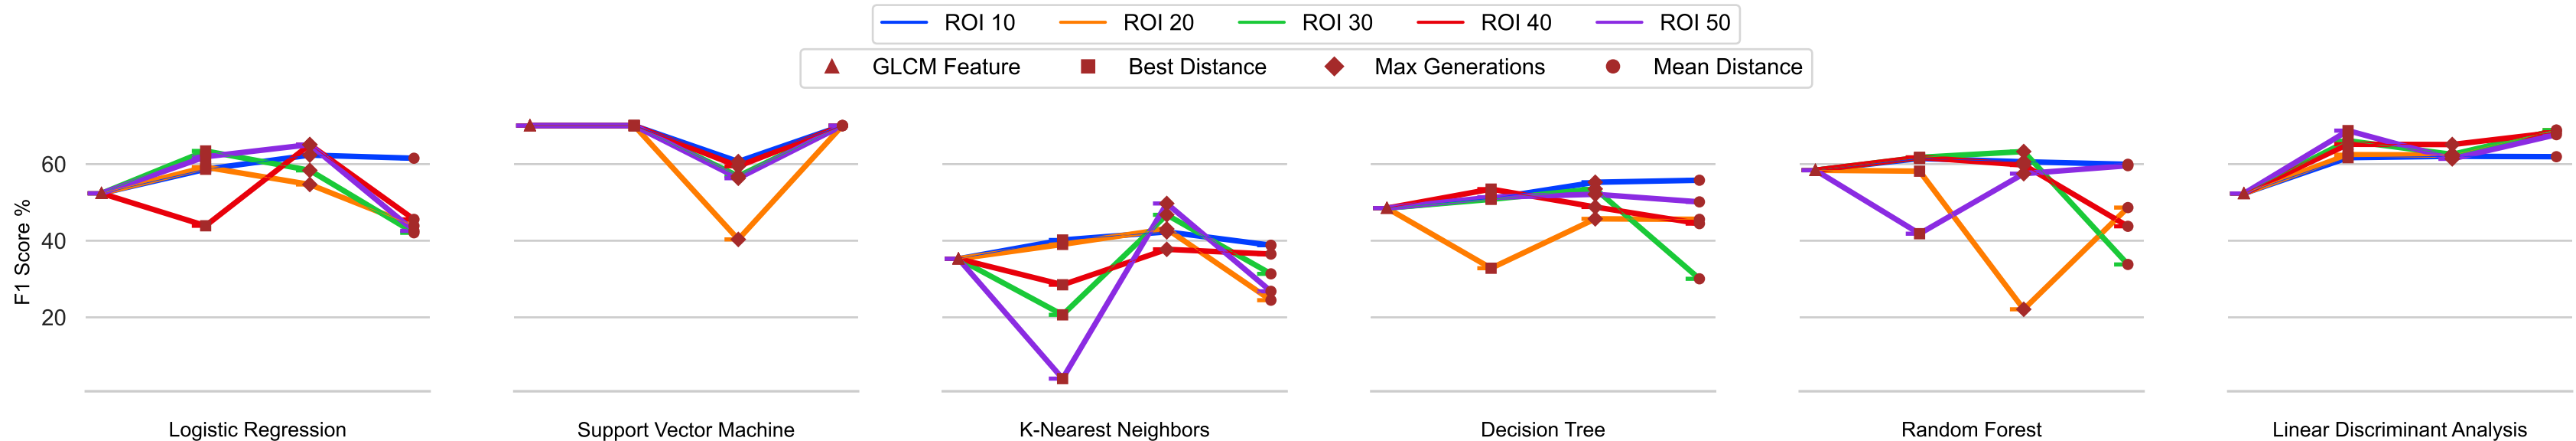 ROI 10 ROI 20 ROI 30 ROI 40 ROI 50
GLCM Feature Best Distance Max Generations Mean Distance
F1 Score %
60
40
20
Logistic Regression Support Vector Machine K-Nearest Neighbors Decision Tree Random Forest Linear Discriminant Analysis